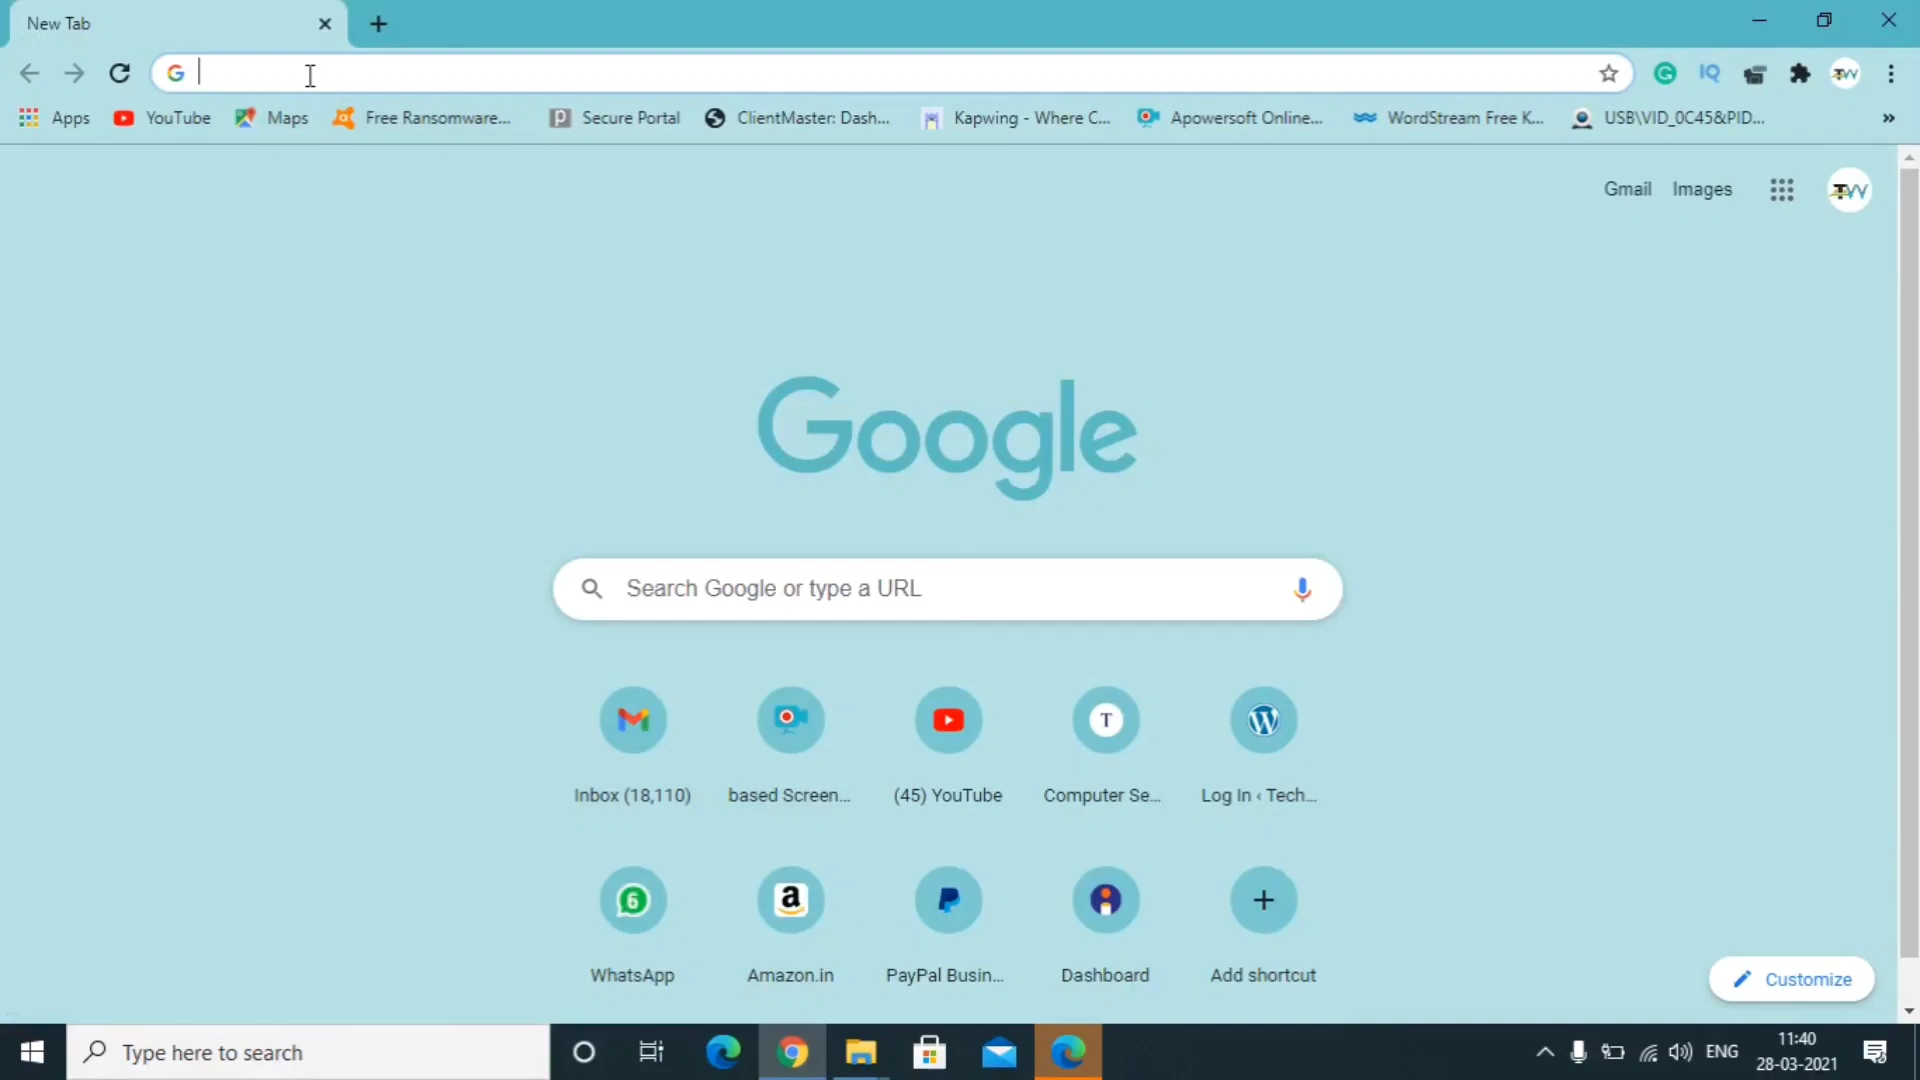 New Tab
Apps YouTube Maps Free Ransomware... Secure Portal ClientMaster: Dash... Kapwing - Where C... Apowersoft Online... WordStream Free K... USB\VID_0C45&PID... »
Gmail Images
Google
Search Google or type a URL
Inbox (18,110) based Screen... (45) YouTube Computer Se... Log In ‹ Tech...
WhatsApp Amazon.in PayPal Busin... Dashboard Add shortcut
Customize
Type here to search
ENG
11:40
28-03-2021